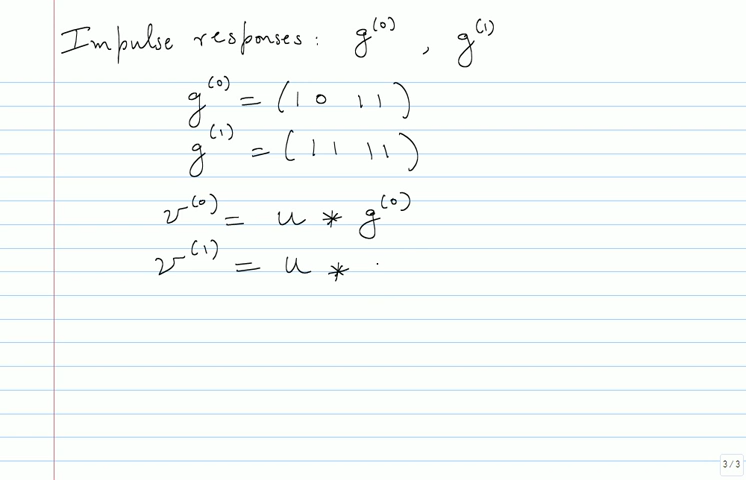 Impulse responses: g^(0), g^(1)
g^(0) = (1 0 1 1)
g^(1) = (1 1 1 1)
v^(0) = u * g^(0)
v^(1) = u *
3/3